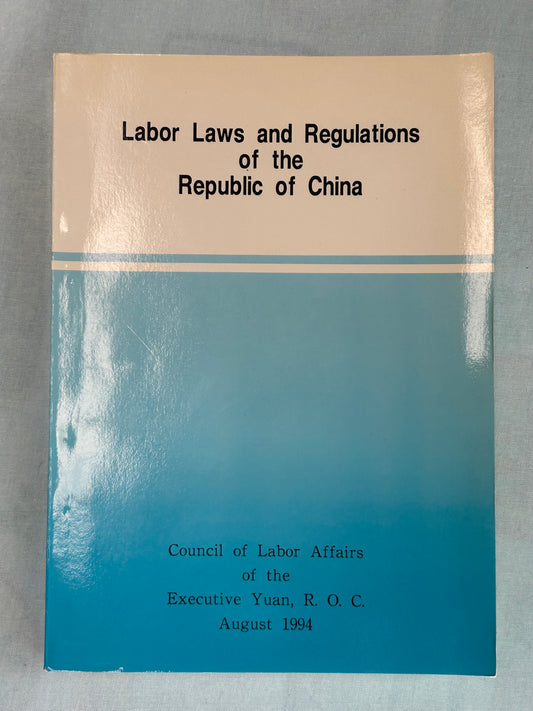 Labor Laws and Regulations
of the
Republic of China
Council of Labor Affairs
of the
Executive Yuan, R. O. C.
August 1994